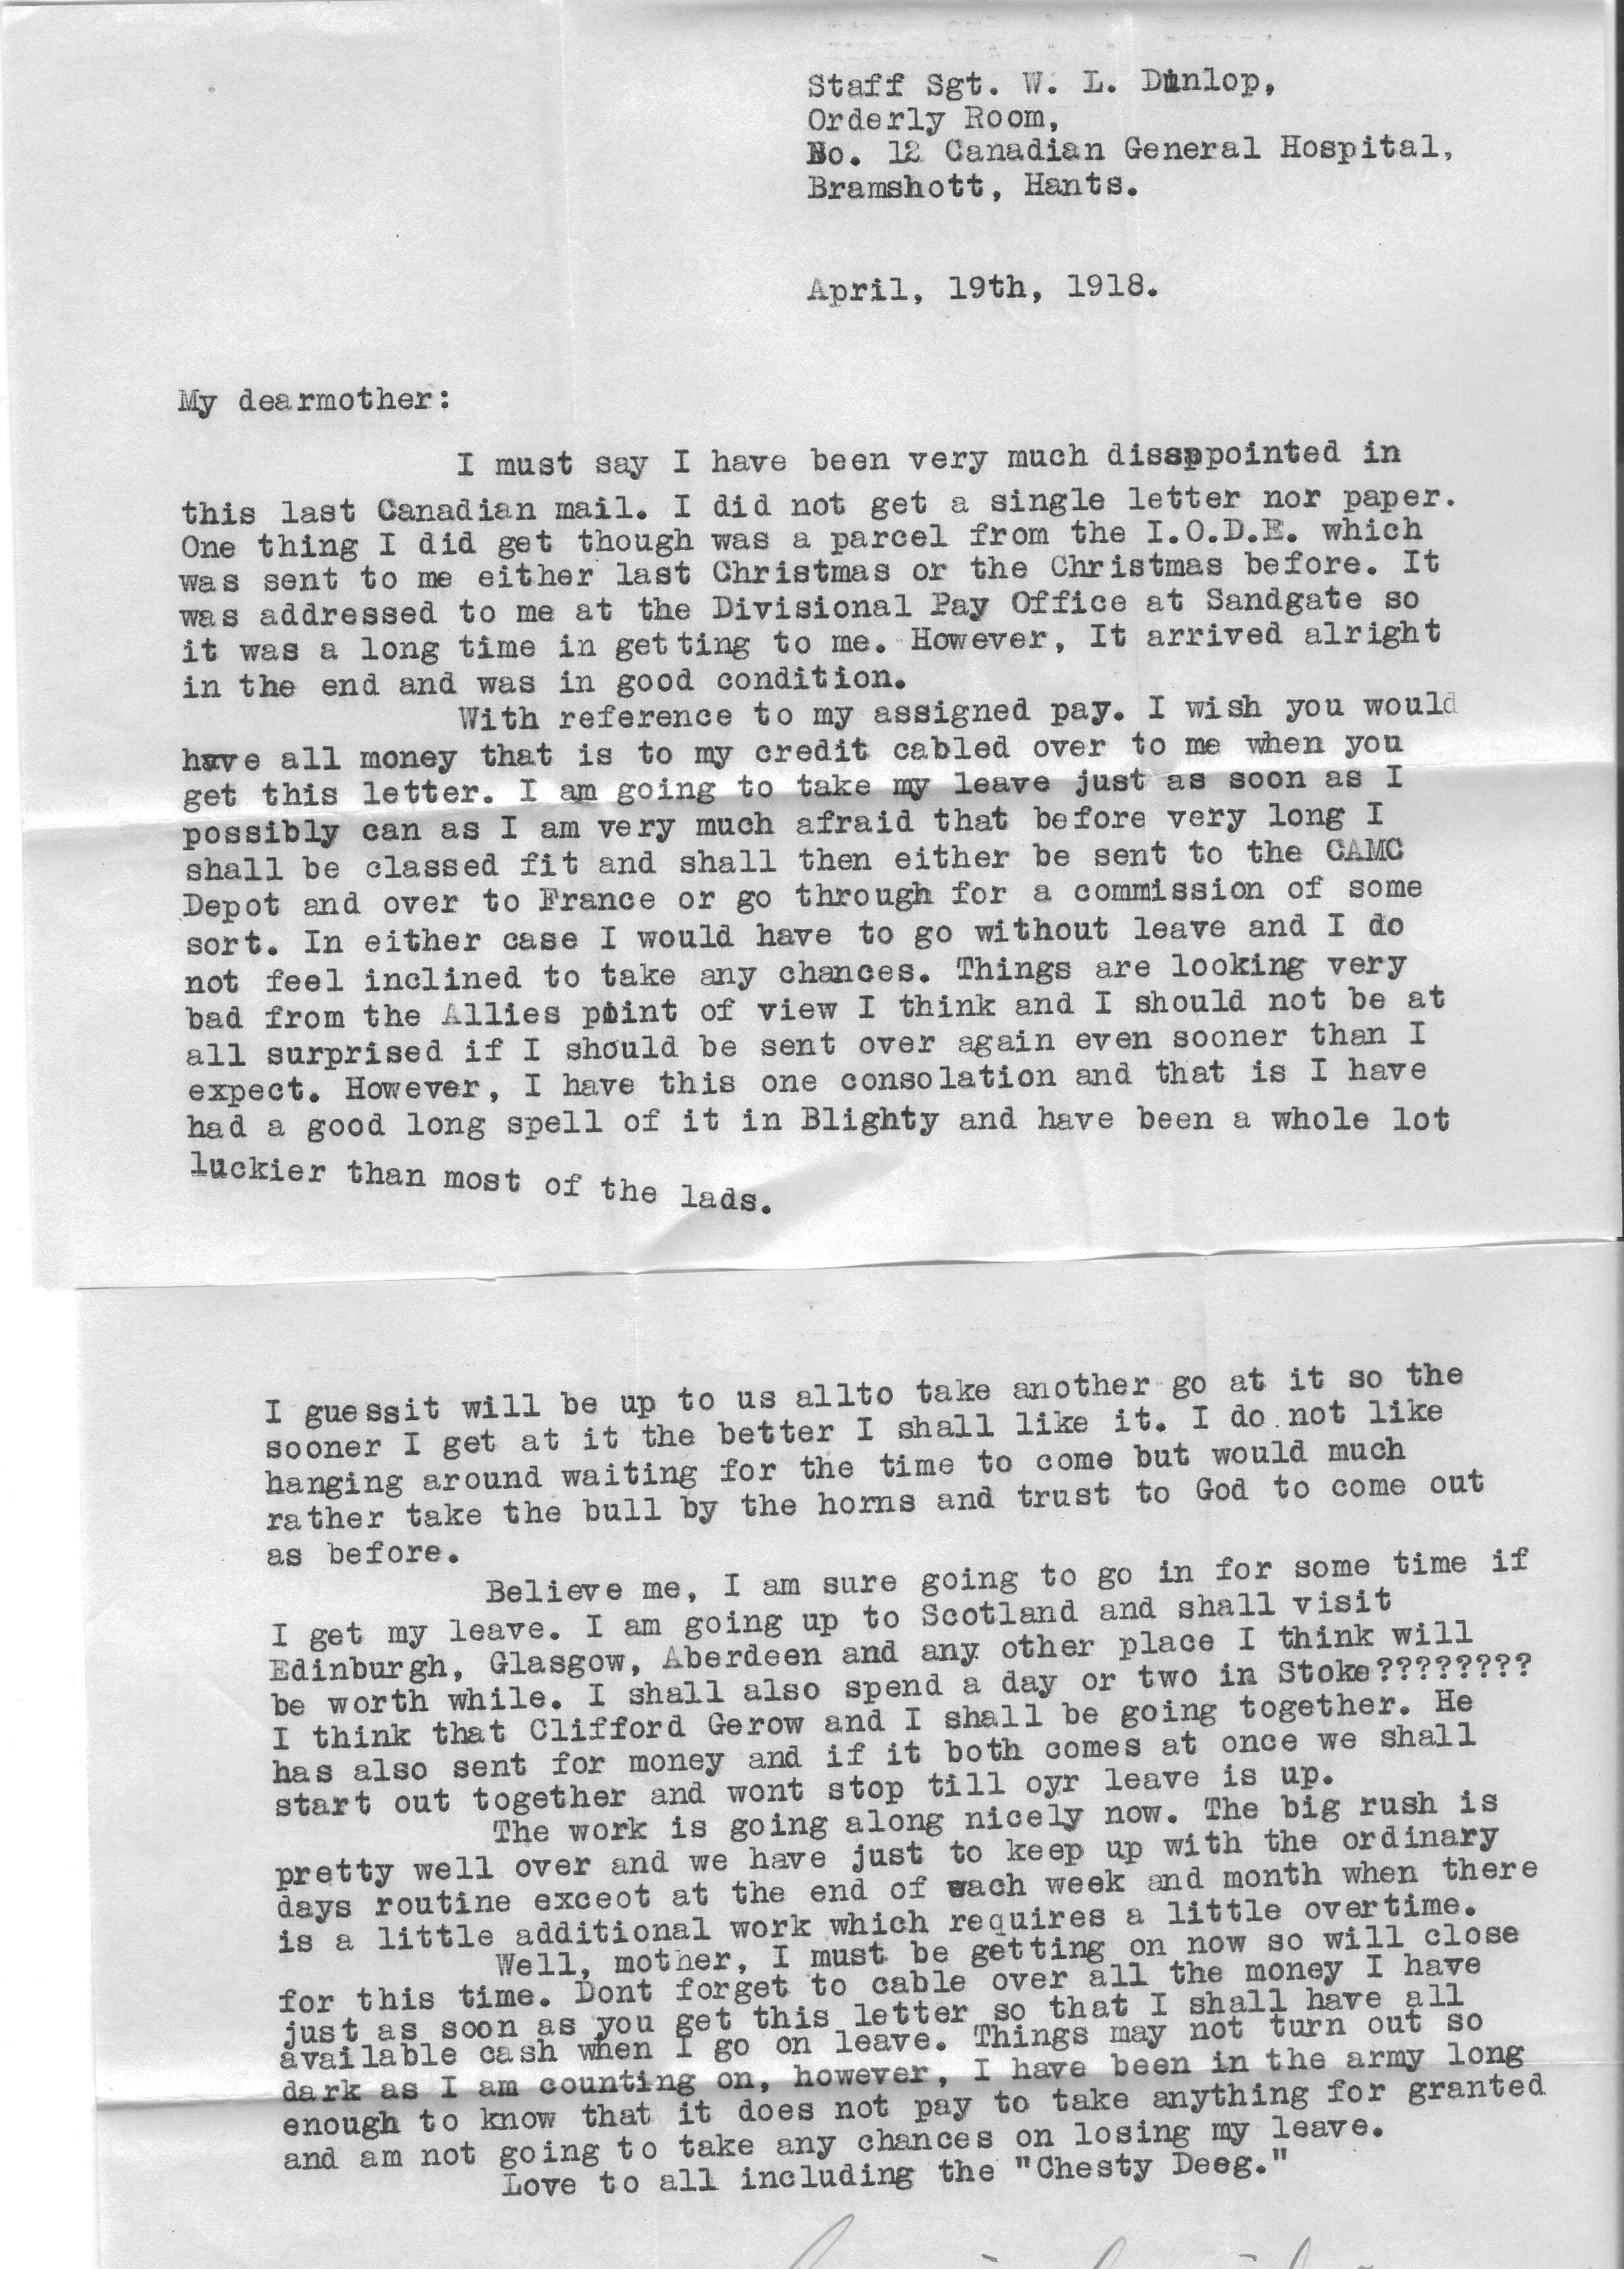 Staff Sgt. W. L. Dunlop,
Orderly Room,
No. 12 Canadian General Hospital,
Bramshott, Hants.
April, 19th, 1918.
My dearmother:
I must say I have been very much disappointed in
this last Canadian mail. I did not get a single letter nor paper.
One thing I did get though was a parcel from the I.O.D.E. which
was sent to me either last Christmas or the Christmas before. It
was addressed to me at the Divisional Pay Office at Sandgate so
it was a long time in getting to me. However, It arrived alright
in the end and was in good condition.
With reference to my assigned pay. I wish you would
have all money that is to my credit cabled over to me when you
get this letter. I am going to take my leave just as soon as I
possibly can as I am very much afraid that before very long I
shall be classed fit and shall then either be sent to the CAMC
Depot and over to France or go through for a commission of some
sort. In either case I would have to go without leave and I do
not feel inclined to take any chances. Things are looking very
bad from the Allies point of view I think and I should not be at
all surprised if I should be sent over again even sooner than I
expect. However, I have this one consolation and that is I have
had a good long spell of it in Blighty and have been a whole lot
luckier than most of the lads.
I guessit will be up to us allto take another go at it so the
sooner I get at it the better I shall like it. I do not like
hanging around waiting for the time to come but would much
rather take the bull by the horns and trust to God to come out
as before.
Believe me, I am sure going to go in for some time if
I get my leave. I am going up to Scotland and shall visit
Edinburgh, Glasgow, Aberdeen and any other place I think will
be worth while. I shall also spend a day or two in Stoke????????
I think that Clifford Gerow and I shall be going together. He
has also sent for money and if it both comes at once we shall
start out together and wont stop till oyr leave is up.
The work is going along nicely now. The big rush is
pretty well over and we have just to keep up with the ordinary
days routine exceot at the end of each week and month when there
is a little additional work which requires a little overtime.
Well, mother, I must be getting on now so will close
for this time. Dont forget to cable over all the money I have
just as soon as you get this letter so that I shall have all
available cash when I go on leave. Things may not turn out so
dark as I am counting on, however, I have been in the army long
enough to know that it does not pay to take anything for granted
and am not going to take any chances on losing my leave.
Love to all including the "Chesty Deeg."